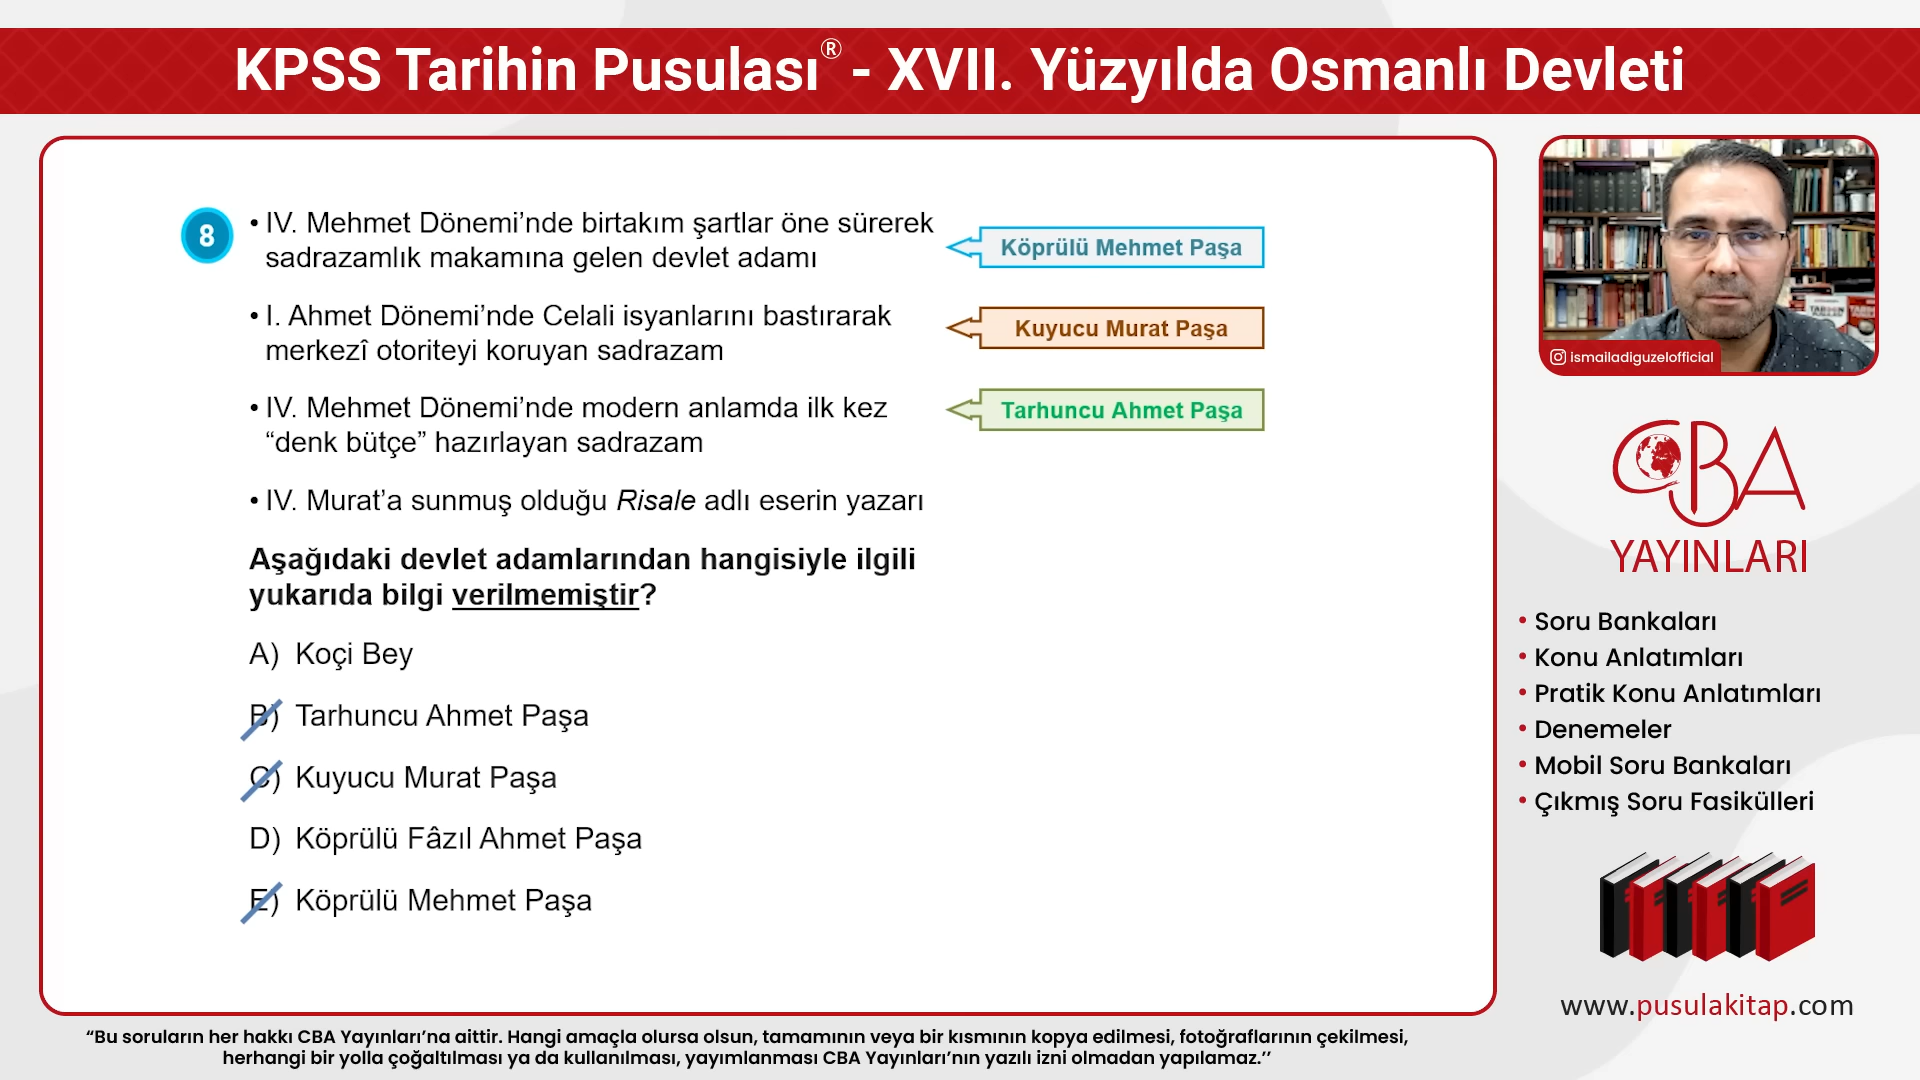 KPSS Tarihin Pusulası® - XVII. Yüzyılda Osmanlı Devleti
8
• IV. Mehmet Dönemi’nde birtakım şartlar öne sürerek
sadrazamlık makamına gelen devlet adamı
Köprülü Mehmet Paşa
• I. Ahmet Dönemi’nde Celali isyanlarını bastırarak
merkezî otoriteyi koruyan sadrazam
Kuyucu Murat Paşa
• IV. Mehmet Dönemi’nde modern anlamda ilk kez
“denk bütçe” hazırlayan sadrazam
Tarhuncu Ahmet Paşa
• IV. Murat’a sunmuş olduğu Risale adlı eserin yazarı
Aşağıdaki devlet adamlarından hangisiyle ilgili
yukarıda bilgi verilmemiştir?
A) Koçi Bey
B) Tarhuncu Ahmet Paşa
C) Kuyucu Murat Paşa
D) Köprülü Fâzıl Ahmet Paşa
E) Köprülü Mehmet Paşa
ismailadiguzelofficial
CBA
YAYINLARI
• Soru Bankaları
• Konu Anlatımları
• Pratik Konu Anlatımları
• Denemeler
• Mobil Soru Bankaları
• Çıkmış Soru Fasikülleri
www.pusulakitap.com
“Bu soruların her hakkı CBA Yayınları’na aittir. Hangi amaçla olursa olsun, tamamının veya bir kısmının kopya edilmesi, fotoğraflarının çekilmesi,
herhangi bir yolla çoğaltılması ya da kullanılması, yayımlanması CBA Yayınları’nın yazılı izni olmadan yapılamaz.’’